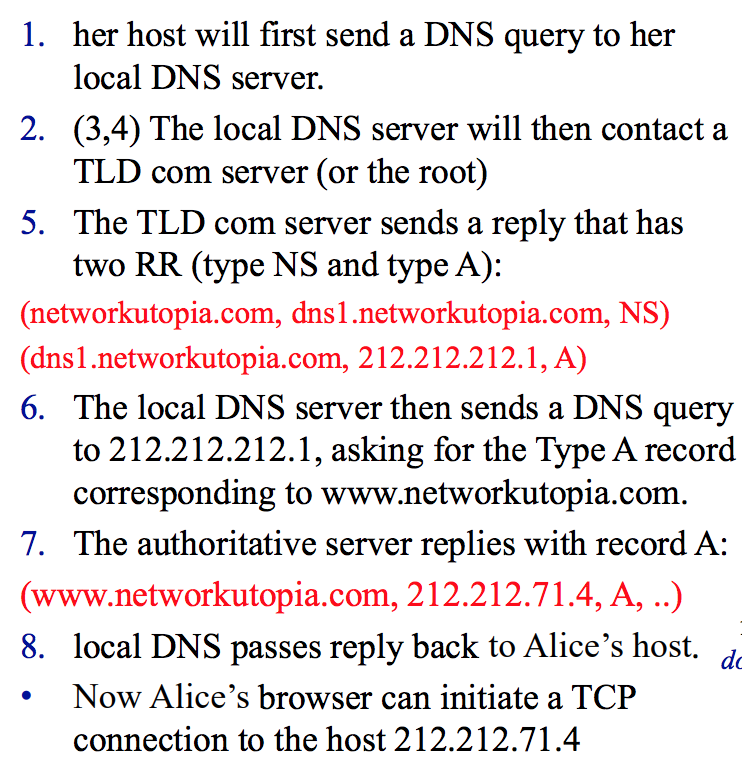 1. her host will first send a DNS query to her
local DNS server.
2. (3,4) The local DNS server will then contact a
TLD com server (or the root)
5. The TLD com server sends a reply that has
two RR (type NS and type A):
(networkutopia.com, dns1.networkutopia.com, NS)
(dns1.networkutopia.com, 212.212.212.1, A)
6. The local DNS server then sends a DNS query
to 212.212.212.1, asking for the Type A record
corresponding to www.networkutopia.com.
7. The authoritative server replies with record A:
(www.networkutopia.com, 212.212.71.4, A, ..)
8. local DNS passes reply back to Alice’s host.
• Now Alice’s browser can initiate a TCP
connection to the host 212.212.71.4